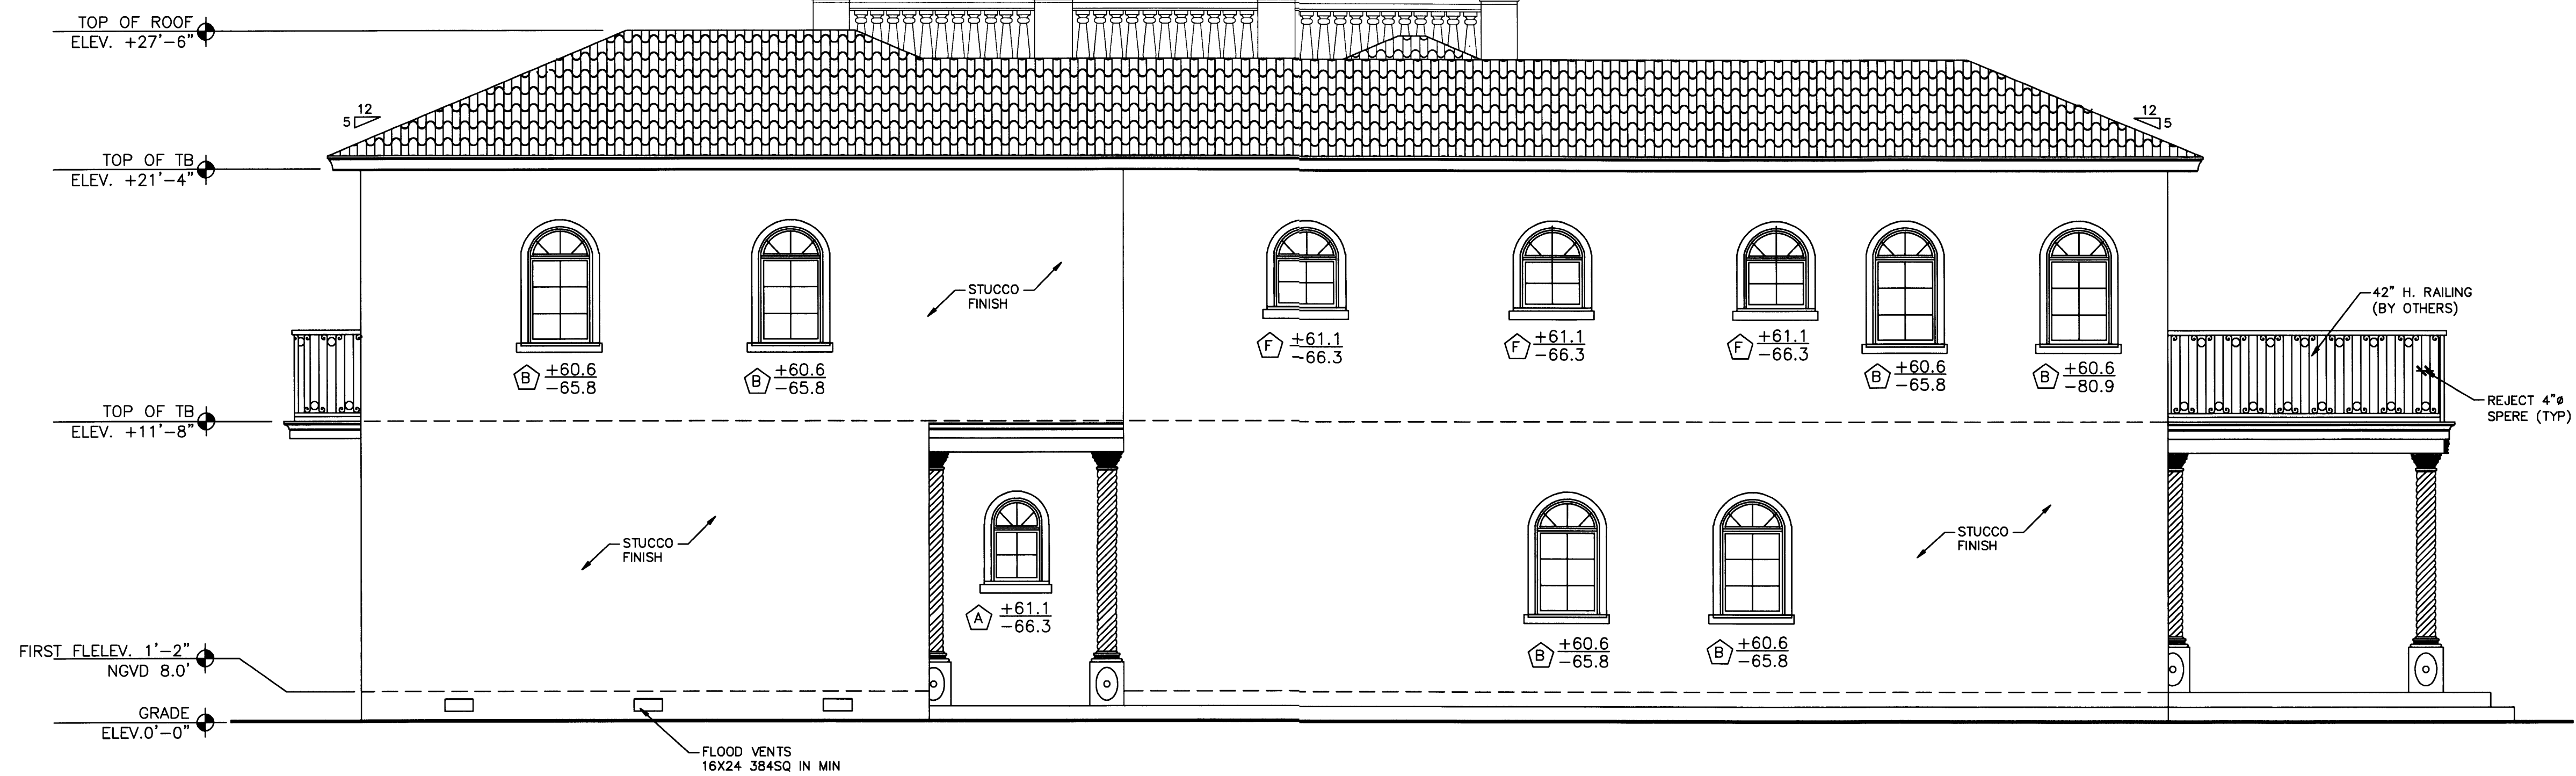 TOP OF ROOF
ELEV. +27'-6"
12
5
12
5
TOP OF TB
ELEV. +21'-4"
STUCCO
FINISH
42" H. RAILING
(BY OTHERS)
F +61.1
-66.3
F +61.1
-66.3
F +61.1
-66.3
B +60.6
-65.8
B +60.6
-65.8
B +60.6
-65.8
B +60.6
-80.9
REJECT 4"ø
SPERE (TYP)
TOP OF TB
ELEV. +11'-8"
STUCCO
FINISH
STUCCO
FINISH
A +61.1
-66.3
B +60.6
-65.8
B +60.6
-65.8
FIRST FLELEV. 1'-2"
NGVD 8.0'
GRADE
ELEV.0'-0"
FLOOD VENTS
16X24 384SQ IN MIN